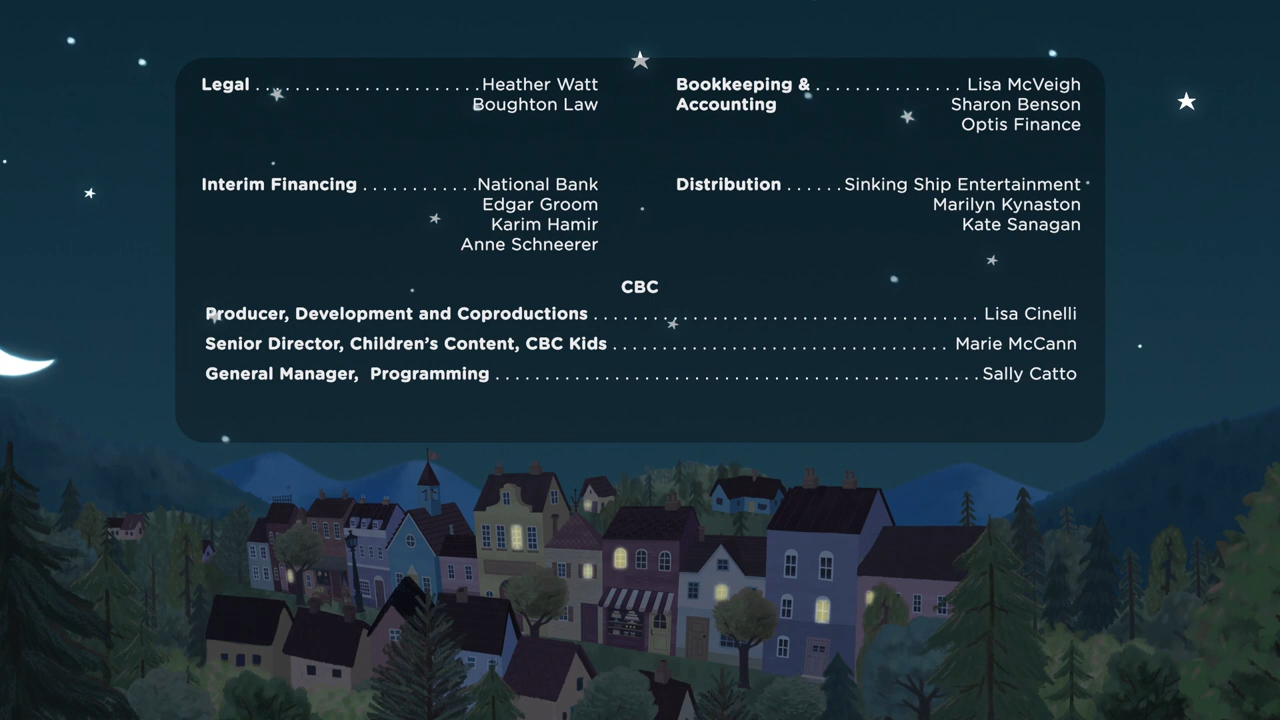 Legal ......................Heather Watt
Boughton Law
Bookkeeping & ..............Lisa McVeigh
Accounting Sharon Benson
Optis Finance
Interim Financing ............National Bank
Edgar Groom
Karim Hamir
Anne Schneerer
Distribution ......Sinking Ship Entertainment
Marilyn Kynaston
Kate Sanagan
CBC
Producer, Development and Coproductions ..................................... Lisa Cinelli
Senior Director, Children's Content, CBC Kids ................................ Marie McCann
General Manager,  Programming ..............................................Sally Catto